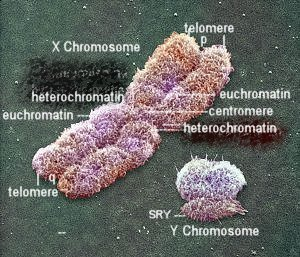 telomere
X Chromosome
p
heterochromatin
euchromatin
euchromatin
centromere
heterochromatin
q
telomere
SRY
Y Chromosome